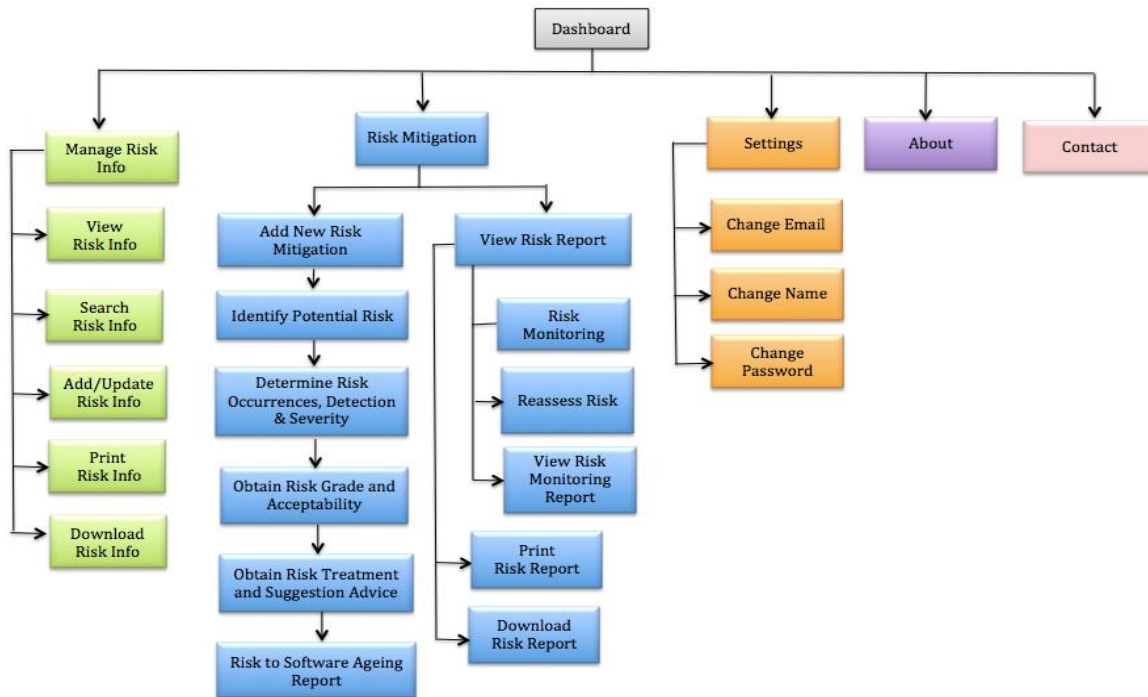 Dashboard
Manage Risk
Info
View
Risk Info
Search
Risk Info
Add/Update
Risk Info
Print
Risk Info
Download
Risk Info
Risk Mitigation
Add New Risk
Mitigation
Identify Potential Risk
Determine Risk
Occurrences, Detection
& Severity
Obtain Risk Grade and
Acceptability
Obtain Risk Treatment
and Suggestion Advice
Risk to Software Ageing
Report
View Risk Report
Risk
Monitoring
Reassess Risk
View Risk
Monitoring
Report
Print
Risk Report
Download
Risk Report
Settings
Change Email
Change Name
Change
Password
About
Contact